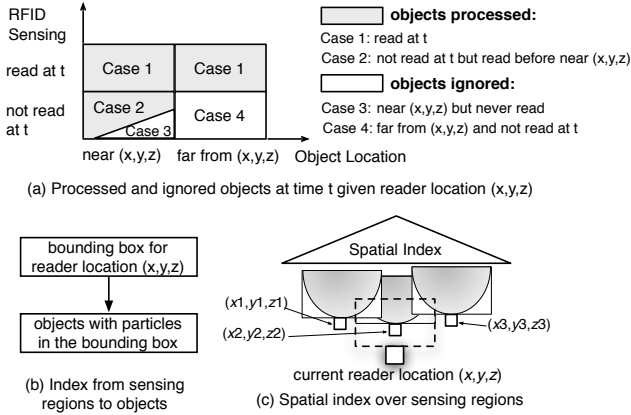 RFID
Sensing
read at t
not read
at t
Case 1
Case 1
Case 2
Case 3
Case 4
near (x,y,z)
far from (x,y,z)
Object Location
objects processed:
Case 1: read at t
Case 2: not read at t but read before near (x,y,z)
objects ignored:
Case 3: near (x,y,z) but never read
Case 4: far from (x,y,z) and not read at t
(a) Processed and ignored objects at time t given reader location (x,y,z)
bounding box for
reader location (x,y,z)
objects with particles
in the bounding box
(b) Index from sensing
regions to objects
Spatial Index
(x1,y1,z1)
(x2,y2,z2)
(x3,y3,z3)
current reader location (x,y,z)
(c) Spatial index over sensing regions